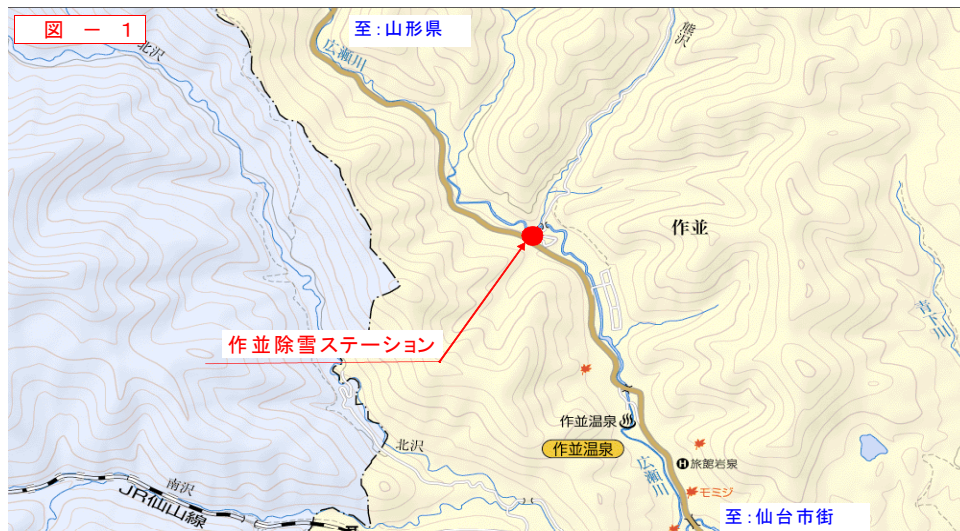 図 － 1
至:山形県
北沢
広瀬川
熊沢
作並
青下川
作並除雪ステーション
作並温泉
作並温泉
北沢
広瀬川
H旅館岩泉
南沢
モミジ
JR仙山線
至:仙台市街